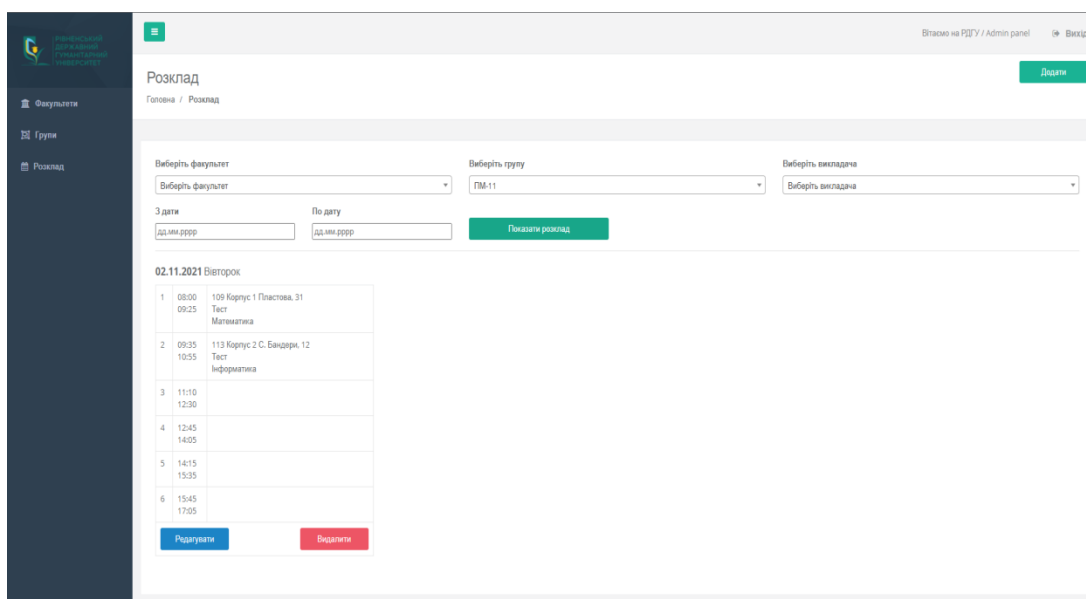 РІВНЕНСЬКИЙ
ДЕРЖАВНИЙ
ГУМАНІТАРНИЙ
УНІВЕРСИТЕТ
Вітаємо на РДГУ / Admin panel
Вихід
Розклад
Додати
Головна / Розклад
Факультети
Групи
Розклад
Виберіть факультет
Виберіть групу
Виберіть викладача
Виберіть факультет
ПМ-11
Виберіть викладача
З дати
По дату
дд.мм.рррр
дд.мм.рррр
Показати розклад
02.11.2021 Вівторок
1 08:00 109 Корпус 1 Пластова, 31
09:25 Тест
Математика
2 09:35 113 Корпус 2 С. Бандери, 12
10:55 Тест
Інформатика
3 11:10
12:30
4 12:45
14:05
5 14:15
15:35
6 15:45
17:05
Редагувати
Видалити